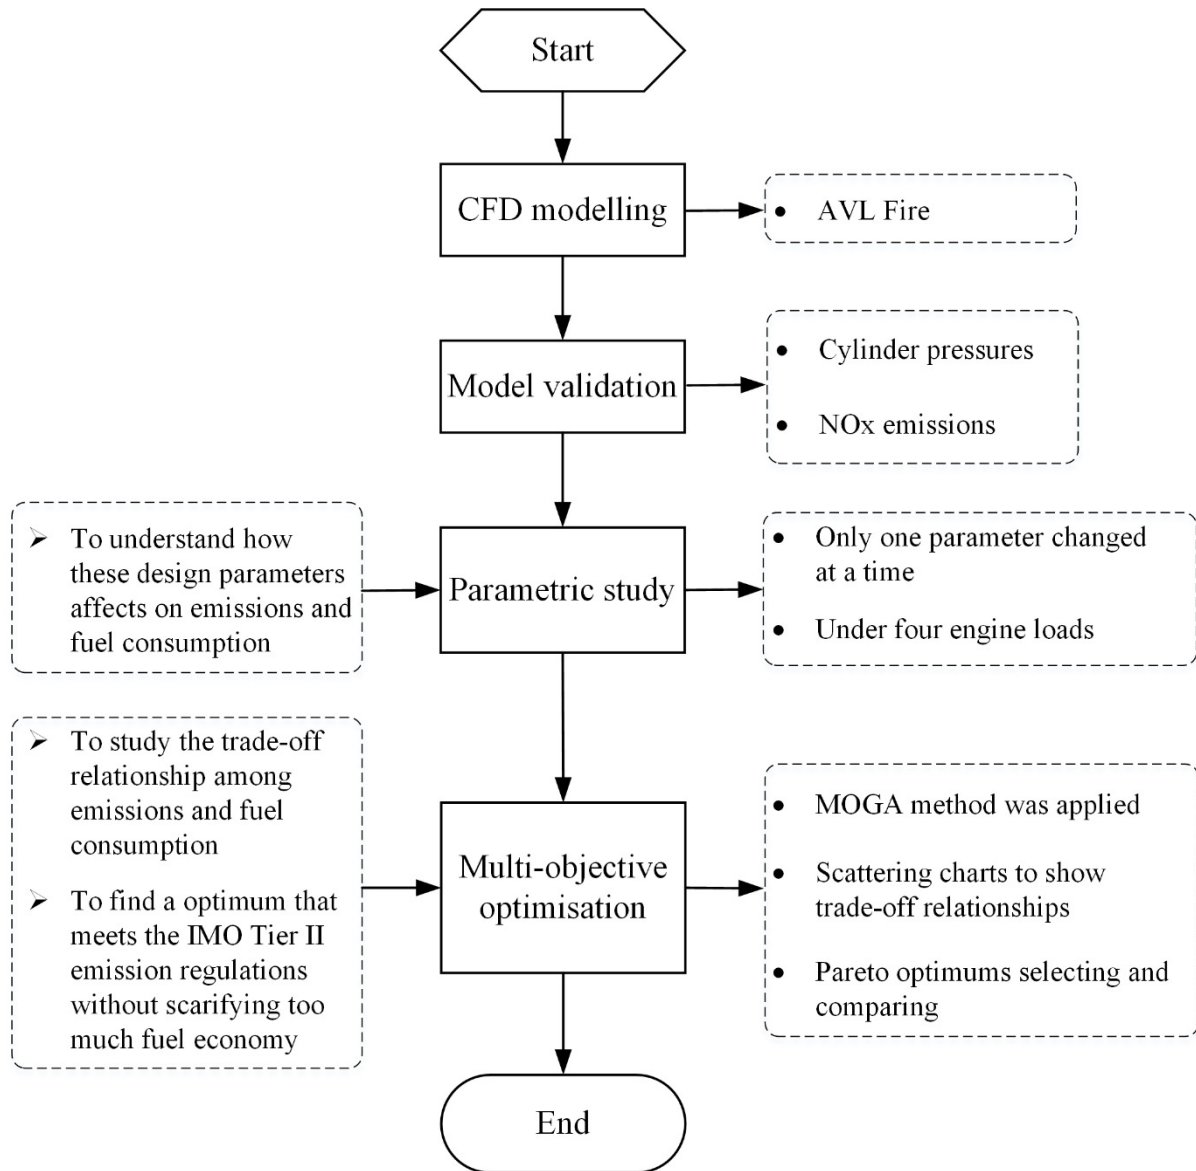 Start
CFD modelling
• AVL Fire
Model validation
• Cylinder pressures
• NOx emissions
➢ To understand how
these design parameters
affects on emissions and
fuel consumption
Parametric study
• Only one parameter changed
at a time
• Under four engine loads
➢ To study the trade-off
relationship among
emissions and fuel
consumption
➢ To find a optimum that
meets the IMO Tier II
emission regulations
without scarifying too
much fuel economy
Multi-objective
optimisation
• MOGA method was applied
• Scattering charts to show
trade-off relationships
• Pareto optimums selecting and
comparing
End